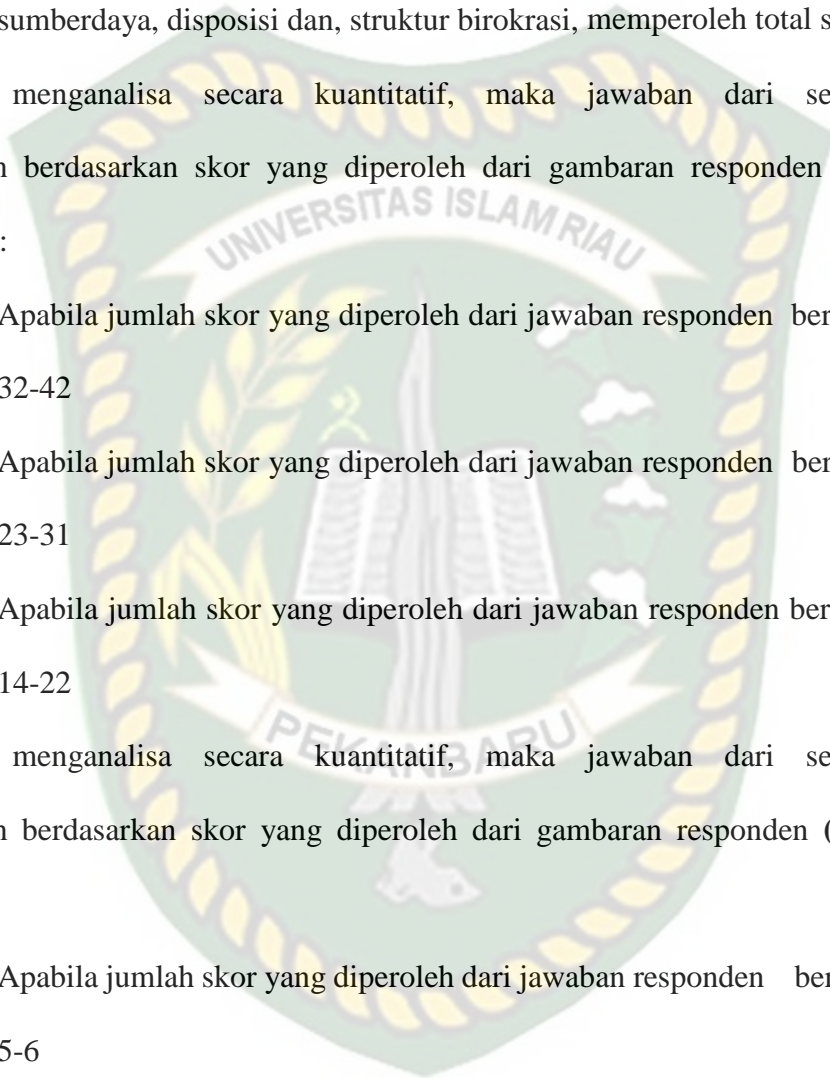 sumberdaya, disposisi dan, struktur birokrasi, memperoleh total s
menganalisa secara kuantitatif, maka jawaban dari se
berdasarkan skor yang diperoleh dari gambaran responden
:
UNIVERSITAS ISLAM RIAU
Apabila jumlah skor yang diperoleh dari jawaban responden ber
32-42
Apabila jumlah skor yang diperoleh dari jawaban responden ber
23-31
Apabila jumlah skor yang diperoleh dari jawaban responden ber
14-22
PEKANBARU
menganalisa secara kuantitatif, maka jawaban dari se
berdasarkan skor yang diperoleh dari gambaran responden (
Apabila jumlah skor yang diperoleh dari jawaban responden ber
5-6